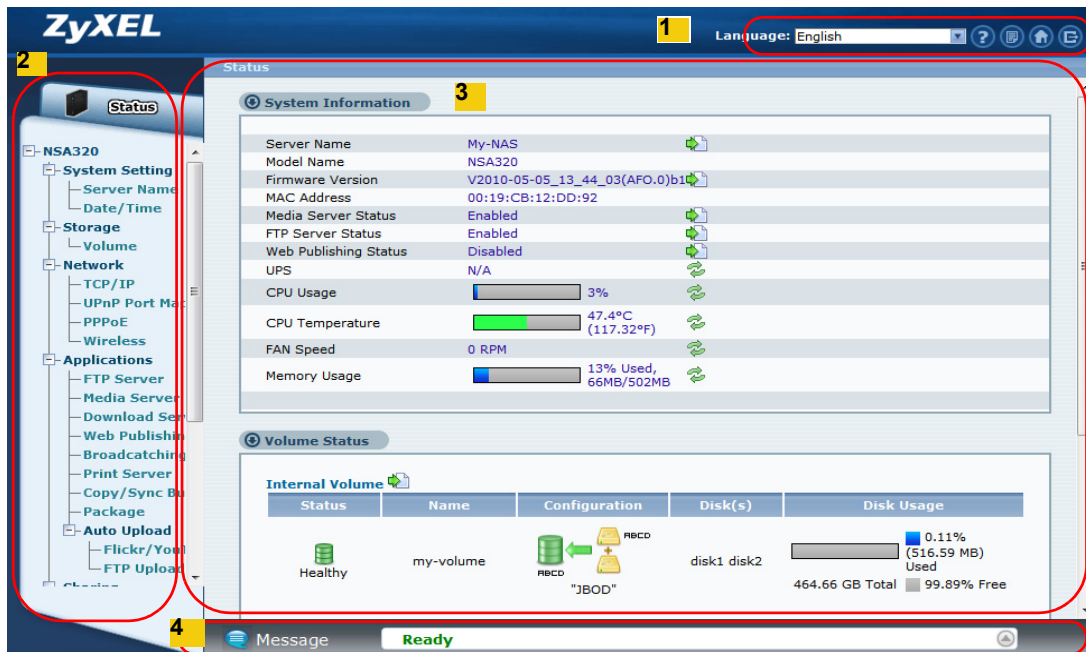 ZyXEL
1
Language: English
2
Status
Status
3
System Information
Server Name My-NAS
Model Name NSA320
Firmware Version V2010-05-05_13_44_03(AFO.0)b1
MAC Address 00:19:CB:12:DD:92
Media Server Status Enabled
FTP Server Status Enabled
Web Publishing Status Disabled
UPS N/A
CPU Usage 3%
CPU Temperature 47.4°C
(117.32°F)
FAN Speed 0 RPM
Memory Usage 13% Used,
66MB/502MB
NSA320
System Setting
Server Name
Date/Time
Storage
Volume
Network
TCP/IP
UPnP Port Mac
PPPoE
Wireless
Applications
FTP Server
Media Server
Download Ser
Web Publishin
Broadcatching
Print Server
Copy/Sync Bu
Package
Auto Upload
Flickr/You
FTP Upload
Sharing
Volume Status
Internal Volume
Status Name Configuration Disk(s) Disk Usage
Healthy my-volume ABCD ABCD "JBOD" disk1 disk2
0.11%
(516.59 MB)
Used
464.66 GB Total 99.89% Free
4
Message Ready